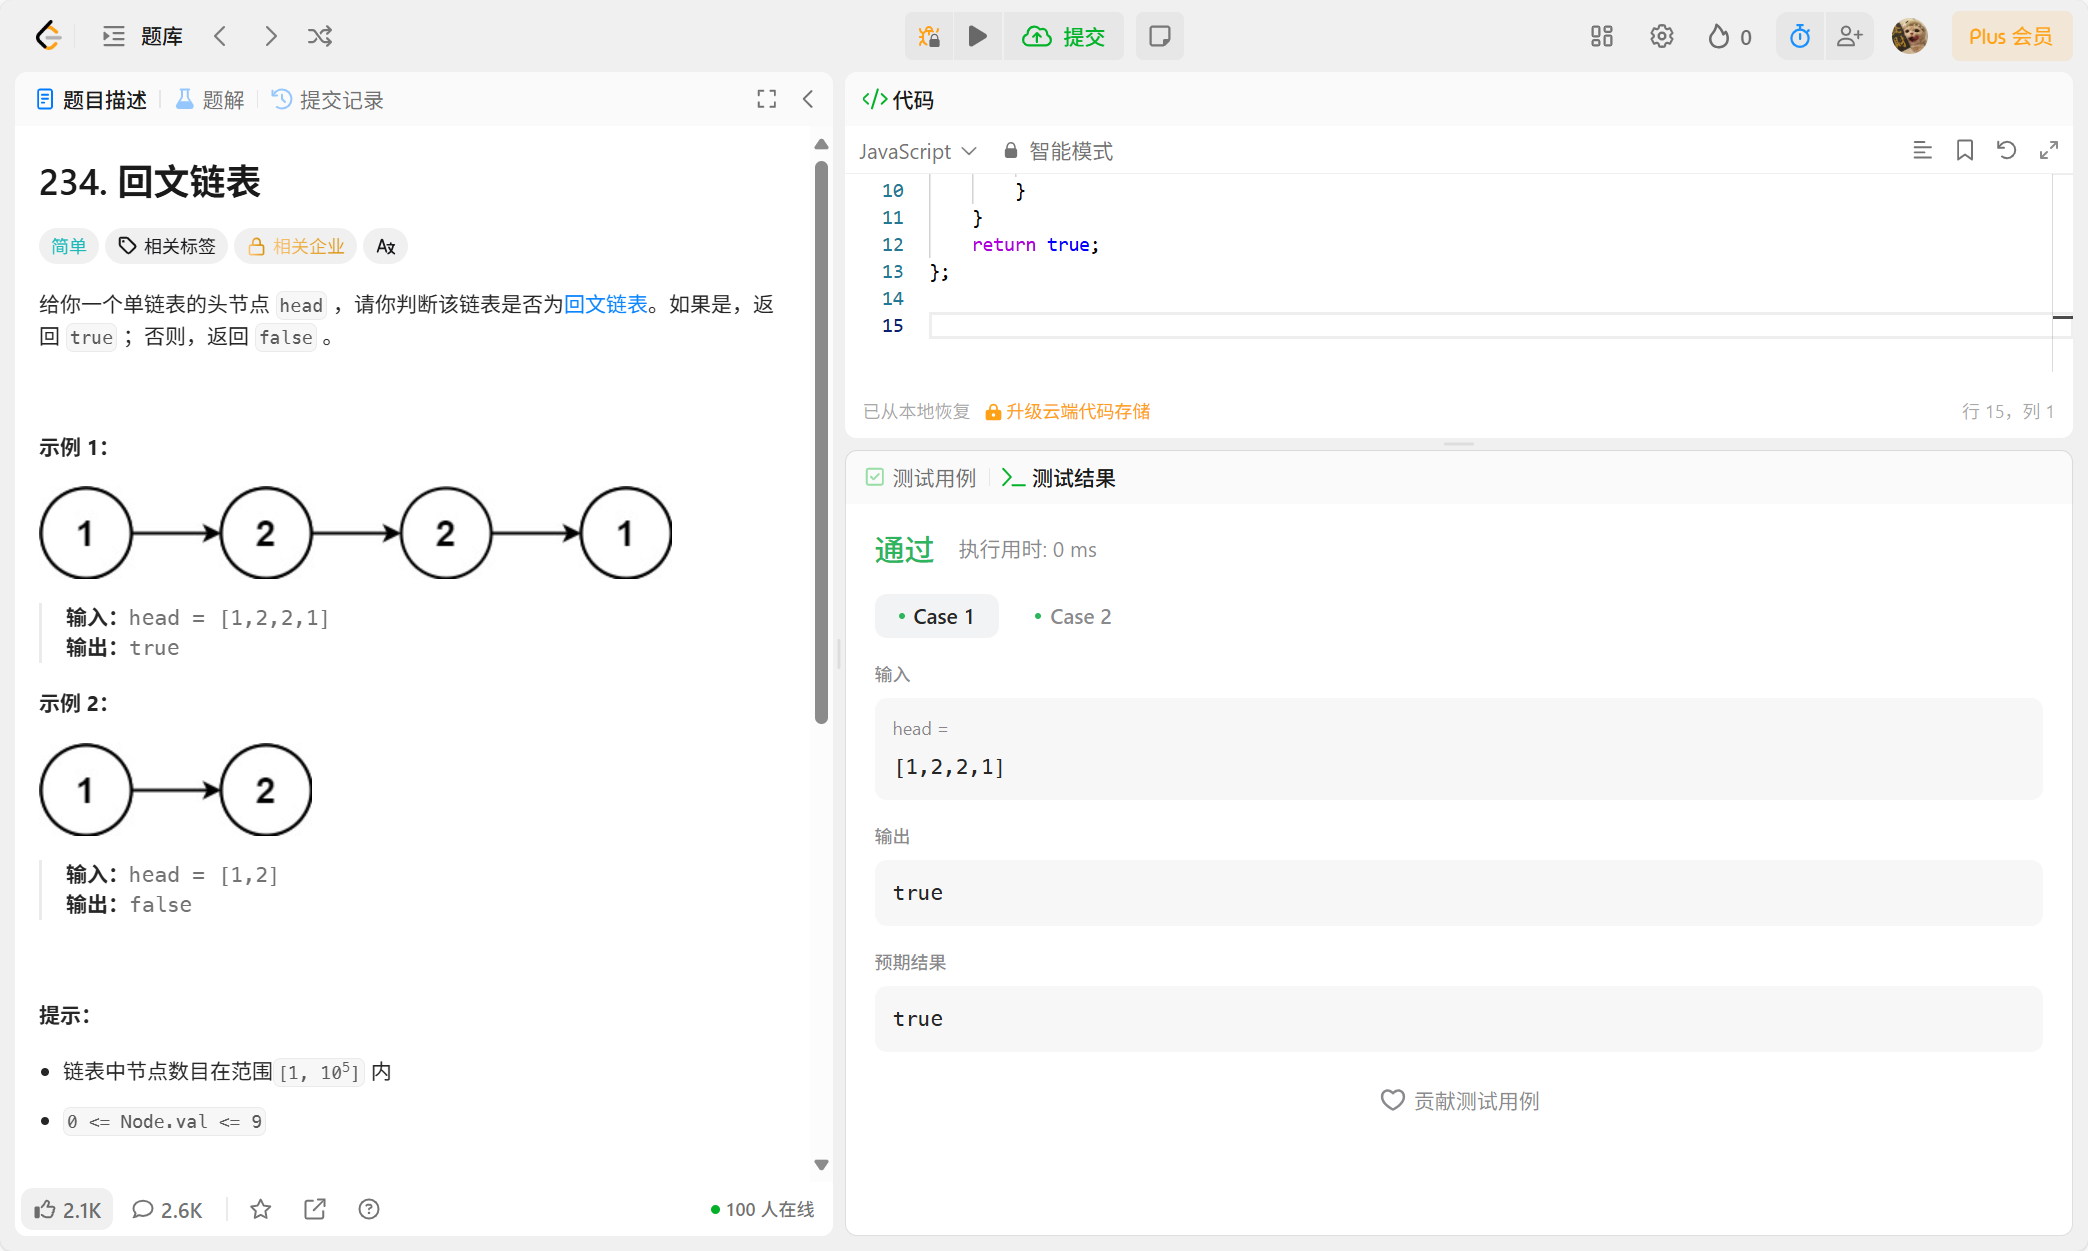 题库
提交
0
Plus 会员
题目描述
题解
提交记录
234. 回文链表
简单
相关标签
相关企业
给你一个单链表的头节点 head ，请你判断该链表是否为回文链表。如果是，返
回 true ；否则，返回 false 。
示例 1：
1 2 2 1
输入：head = [1,2,2,1]
输出：true
示例 2：
1 2
输入：head = [1,2]
输出：false
提示：
链表中节点数目在范围[1, 10⁵] 内
0 <= Node.val <= 9
2.1K
2.6K
100 人在线
</> 代码
JavaScript
智能模式
10 }
11 }
12 return true;
13 };
14
15
已从本地恢复
升级云端代码存储
行 15，列 1
测试用例
测试结果
通过 执行用时: 0 ms
Case 1
Case 2
输入
head =
[1,2,2,1]
输出
true
预期结果
true
贡献测试用例